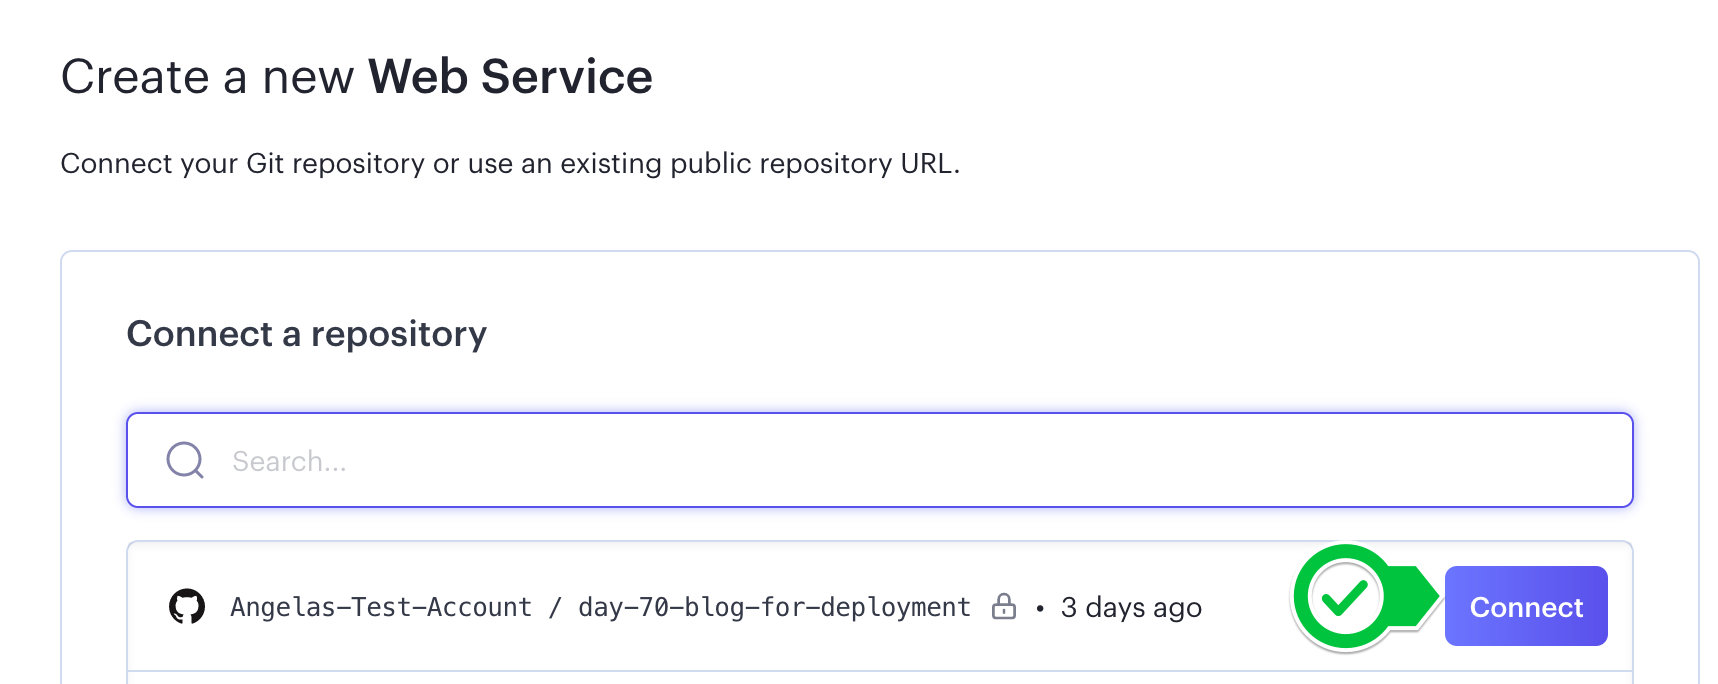 Create a new Web Service
Connect your Git repository or use an existing public repository URL.
Connect a repository
Search...
Angelas-Test-Account / day-70-blog-for-deployment • 3 days ago
Connect